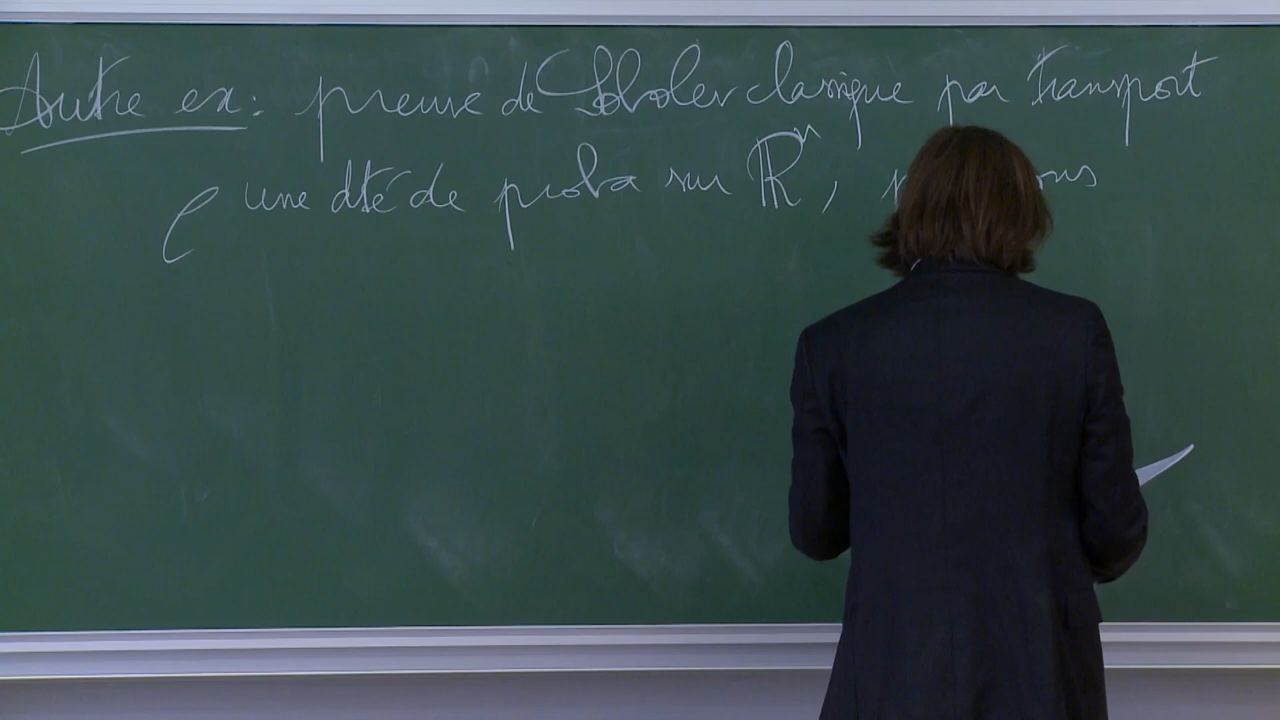 Autre ex: preuve de Sobolev classique par transport
ρ une dté de proba sur ℝⁿ,